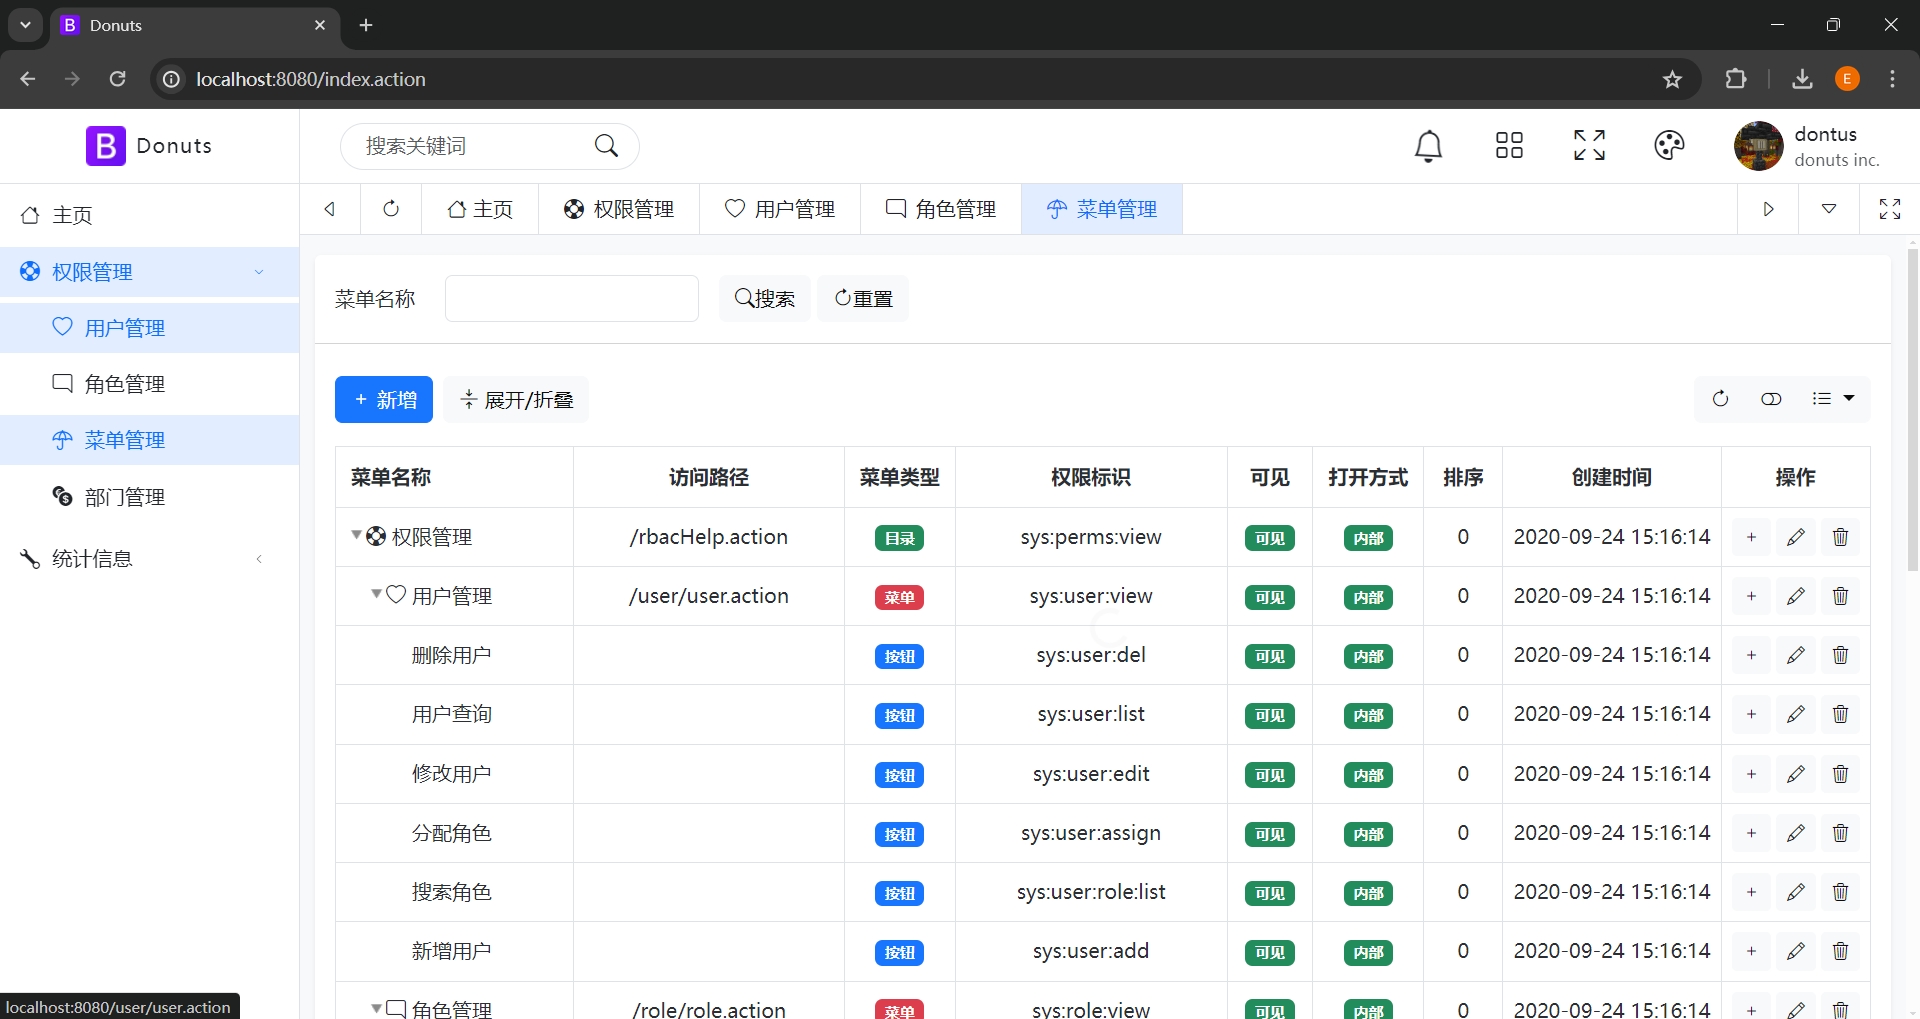 Donuts
localhost:8080/index.action
E
B Donuts
搜索关键词
dontus
donuts inc.
主页
权限管理
用户管理
角色管理
菜单管理
部门管理
统计信息
主页 权限管理 用户管理 角色管理 菜单管理
菜单名称 搜索 重置
+ 新增 展开/折叠
菜单名称 访问路径 菜单类型 权限标识 可见 打开方式 排序 创建时间 操作
权限管理 /rbacHelp.action 目录 sys:perms:view 可见 内部 0 2020-09-24 15:16:14
用户管理 /user/user.action 菜单 sys:user:view 可见 内部 0 2020-09-24 15:16:14
删除用户 按钮 sys:user:del 可见 内部 0 2020-09-24 15:16:14
用户查询 按钮 sys:user:list 可见 内部 0 2020-09-24 15:16:14
修改用户 按钮 sys:user:edit 可见 内部 0 2020-09-24 15:16:14
分配角色 按钮 sys:user:assign 可见 内部 0 2020-09-24 15:16:14
搜索角色 按钮 sys:user:role:list 可见 内部 0 2020-09-24 15:16:14
新增用户 按钮 sys:user:add 可见 内部 0 2020-09-24 15:16:14
角色管理 /role/role.action 菜单 sys:role:view 可见 内部 0 2020-09-24 15:16:14
localhost:8080/user/user.action